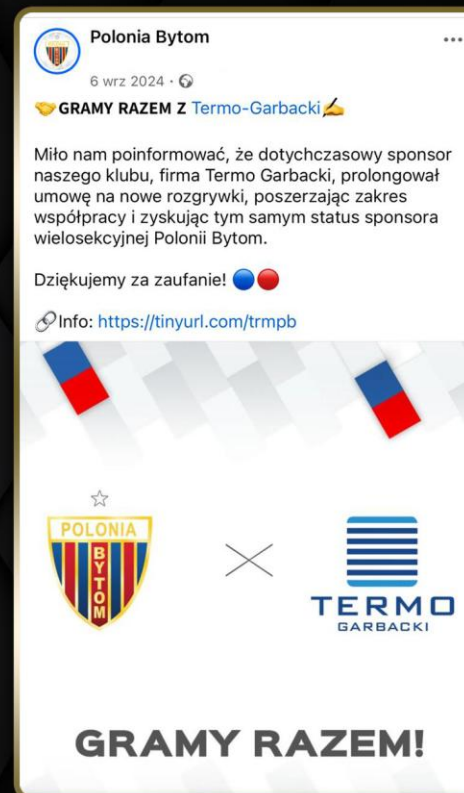 Polonia Bytom
6 wrz 2024 ·
GRAMY RAZEM Z Termo-Garbacki
Miło nam poinformować, że dotychczasowy sponsor
naszego klubu, firma Termo Garbacki, prolongował
umowę na nowe rozgrywki, poszerzając zakres
współpracy i zyskując tym samym status sponsora
wielosekcyjnej Polonii Bytom.
Dziękujemy za zaufanie!
Info: https://tinyurl.com/trmpb
POLONIA
BYTOM
TERMO
GARBACKI
GRAMY RAZEM!